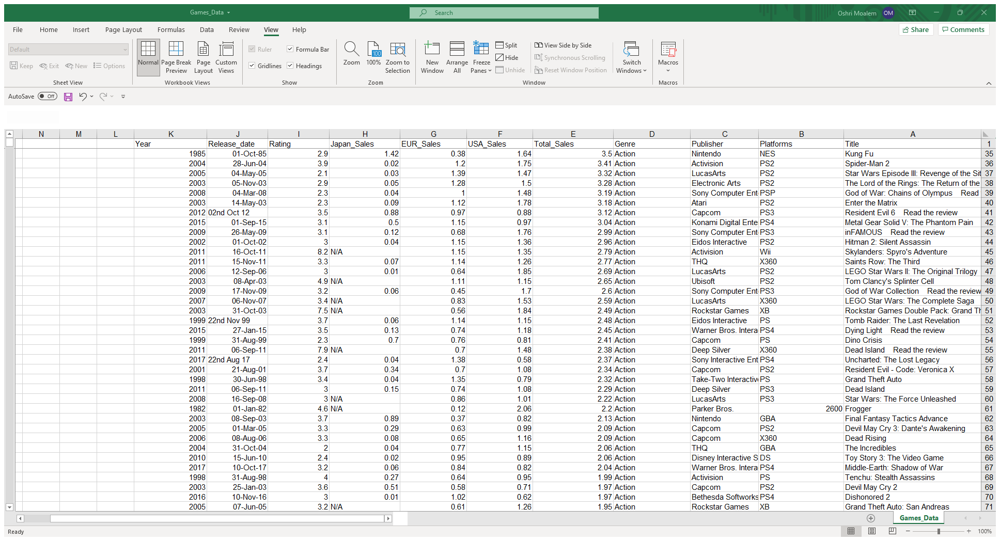 Games_Data
Search
Oshri Moalem OM
File Home Insert Page Layout Formulas Data Review View Help
Share Comments
Default
Keep Exit New Options
Sheet View
Normal Page Break Preview Page Layout Custom Views
Workbook Views
Ruler Formula Bar
Gridlines Headings
Show
Zoom 100% Zoom to Selection
100
Zoom
New Window Arrange All Freeze Panes
Split
Hide
Unhide
View Side by Side
Synchronous Scrolling
Reset Window Position
Switch Windows
Window
Macros
Macros
AutoSave Off
N M L K J I H G F E D C B A
Year Release_date Rating Japan_Sales EUR_Sales USA_Sales Total_Sales Genre Publisher Platforms Title 1
1985 01-Oct-85 2.9 1.42 0.38 1.64 3.5 Action Nintendo NES Kung Fu 35
2004 28-Jun-04 3.9 0.02 1.2 1.75 3.41 Action Activision PS2 Spider-Man 2 36
2005 04-May-05 2.1 0.03 1.39 1.47 3.32 Action LucasArts PS2 Star Wars Episode III: Revenge of the Sit 37
2003 05-Nov-03 2.9 0.05 1.28 1.5 3.28 Action Electronic Arts PS2 The Lord of the Rings: The Return of the 38
2008 04-Mar-08 2.3 0.04 1 1.48 3.19 Action Sony Computer Ent PSP God of War: Chains of Olympus Read 39
2003 14-May-03 2.3 0.09 1.12 1.78 3.18 Action Atari PS2 Enter the Matrix 40
2012 02nd Oct 12 3.5 0.88 0.97 0.88 3.12 Action Capcom PS3 Resident Evil 6 Read the review 41
2015 01-Sep-15 3.1 0.5 1.15 0.97 3.04 Action Konami Digital Ente PS4 Metal Gear Solid V: The Phantom Pain 42
2009 26-May-09 3.1 0.12 0.68 1.76 2.99 Action Sony Computer Ent PS3 inFAMOUS Read the review 43
2002 01-Oct-02 3 0.04 1.15 1.36 2.96 Action Eidos Interactive PS2 Hitman 2: Silent Assassin 44
2011 16-Oct-11 8.2 N/A 1.15 1.35 2.79 Action Activision Wii Skylanders: Spyro's Adventure 45
2011 15-Nov-11 3.3 0.07 1.14 1.26 2.77 Action THQ X360 Saints Row: The Third 46
2006 12-Sep-06 3 0.01 0.64 1.85 2.69 Action LucasArts PS2 LEGO Star Wars II: The Original Trilogy 47
2003 08-Apr-03 4.9 N/A 1.11 1.15 2.65 Action Ubisoft PS2 Tom Clancy's Splinter Cell 48
2009 17-Nov-09 3.2 0.06 0.45 1.7 2.6 Action Sony Computer Ent PS3 God of War Collection Read the review 49
2007 06-Nov-07 3.4 N/A 0.83 1.53 2.59 Action LucasArts X360 LEGO Star Wars: The Complete Saga 50
2003 31-Oct-03 7.5 N/A 0.56 1.84 2.49 Action Rockstar Games XB Rockstar Games Double Pack: Grand Th 51
1999 22nd Nov 99 3.7 0.06 1.14 1.15 2.48 Action Eidos Interactive PS Tomb Raider: The Last Revelation 52
2015 27-Jan-15 3.5 0.13 0.74 1.18 2.45 Action Warner Bros. Intera PS4 Dying Light Read the review 53
1999 31-Aug-99 2.3 0.7 0.76 0.81 2.41 Action Capcom PS Dino Crisis 54
2011 06-Sep-11 7.9 N/A 0.7 1.48 2.38 Action Deep Silver X360 Dead Island Read the review 55
2017 22nd Aug 17 2.4 0.04 1.38 0.58 2.37 Action Sony Interactive Ent PS4 Uncharted: The Lost Legacy 56
2001 21-Aug-01 3.7 0.34 0.7 1.08 2.34 Action Capcom PS2 Resident Evil - Code: Veronica X 57
1998 30-Jun-98 3.4 0.04 1.35 0.79 2.32 Action Take-Two Interactiv PS Grand Theft Auto 58
2011 06-Sep-11 3 0.15 0.74 1.08 2.29 Action Deep Silver PS3 Dead Island 59
2008 16-Sep-08 3 N/A 0.86 1.01 2.22 Action LucasArts PS3 Star Wars: The Force Unleashed 60
1982 01-Jan-82 4.6 N/A 0.12 2.06 2.2 Action Parker Bros. 2600 Frogger 61
2003 08-Sep-03 3.7 0.89 0.37 0.82 2.13 Action Nintendo GBA Final Fantasy Tactics Advance 62
2005 01-Mar-05 3.3 0.29 0.63 0.99 2.09 Action Capcom PS2 Devil May Cry 3: Dante's Awakening 63
2006 08-Aug-06 3.3 0.08 0.65 1.16 2.09 Action Capcom X360 Dead Rising 64
2004 31-Oct-04 2 0.04 0.77 1.15 2.06 Action THQ GBA The Incredibles 65
2010 15-Jun-10 2.4 0.02 0.95 0.89 2.06 Action Disney Interactive S DS Toy Story 3: The Video Game 66
2017 10-Oct-17 3.2 0.06 0.84 0.82 2.04 Action Warner Bros. Intera PS4 Middle-Earth: Shadow of War 67
1998 31-Aug-98 4 0.27 0.64 0.95 1.99 Action Activision PS Tenchu: Stealth Assassins 68
2003 25-Jan-03 3.6 0.51 0.58 0.71 1.97 Action Capcom PS2 Devil May Cry 2 69
2016 10-Nov-16 3 0.01 1.02 0.62 1.97 Action Bethesda Softworks PS4 Dishonored 2 70
2005 07-Jun-05 3.2 N/A 0.61 1.26 1.95 Action Rockstar Games XB Grand Theft Auto: San Andreas 71
Games_Data
Ready
100%